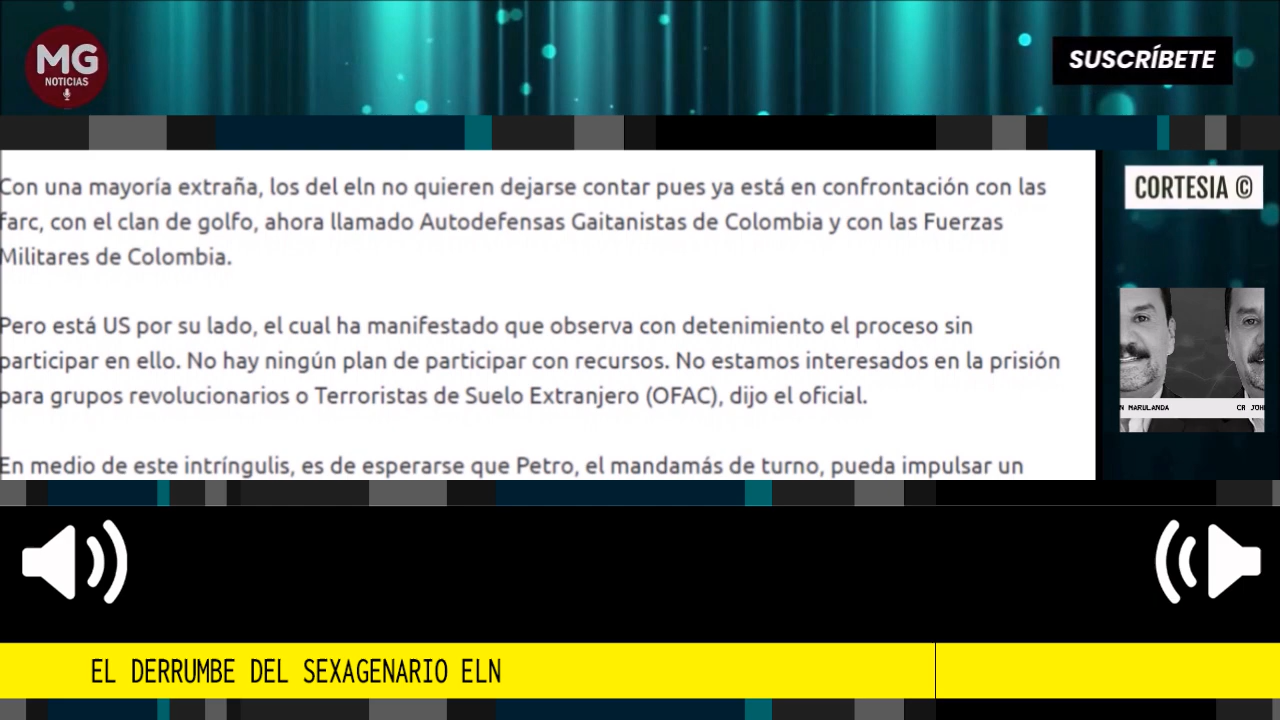 MG
NOTICIAS
SUSCRÍBETE
Con una mayoría extraña, los del eln no quieren dejarse contar pues ya está en confrontación con las
farc, con el clan de golfo, ahora llamado Autodefensas Gaitanistas de Colombia y con las Fuerzas
Militares de Colombia.
Pero está US por su lado, el cual ha manifestado que observa con detenimiento el proceso sin
participar en ello. No hay ningún plan de participar con recursos. No estamos interesados en la prisión
para grupos revolucionarios o Terroristas de Suelo Extranjero (OFAC), dijo el oficial.
En medio de este intríngulis, es de esperarse que Petro, el mandamás de turno, pueda impulsar un
CORTESIA ©
N MARULANDA
CR JOH
EL DERRUMBE DEL SEXAGENARIO ELN